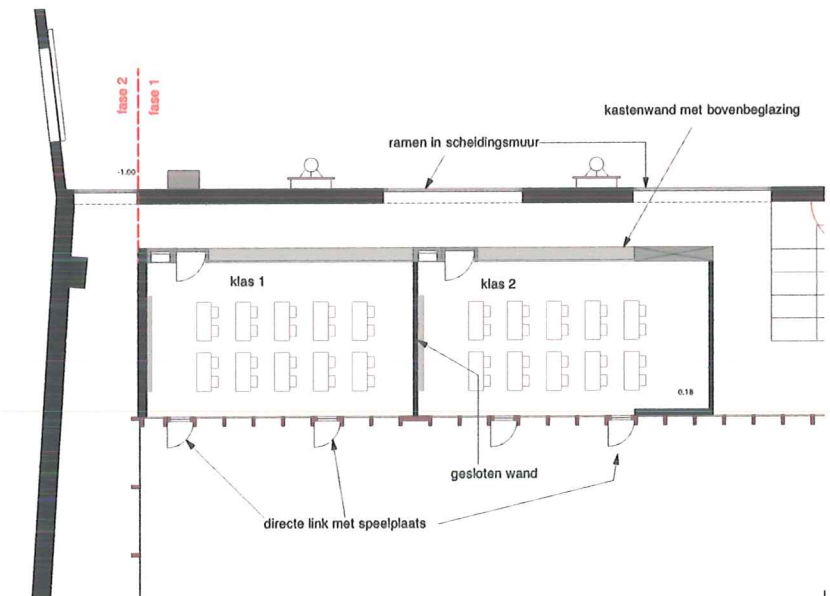 fase 2
fase 1
kastenwand met bovenbeglazing
ramen in scheidingsmuur
-1.00
klas 1
klas 2
0.18
gesloten wand
directe link met speelplaats